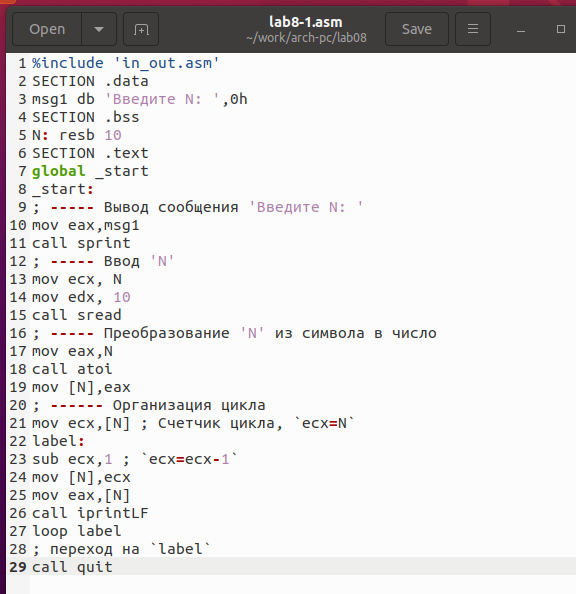 Open
lab8-1.asm
~/work/arch-pc/lab08
Save
1 %include 'in_out.asm'
2 SECTION .data
3 msg1 db 'Введите N: ',0h
4 SECTION .bss
5 N: resb 10
6 SECTION .text
7 global _start
8 _start:
9 ; ----- Вывод сообщения 'Введите N: '
10 mov eax,msg1
11 call sprint
12 ; ----- Ввод 'N'
13 mov ecx, N
14 mov edx, 10
15 call sread
16 ; ----- Преобразование 'N' из символа в число
17 mov eax,N
18 call atoi
19 mov [N],eax
20 ; ------ Организация цикла
21 mov ecx,[N] ; Счетчик цикла, `ecx=N`
22 label:
23 sub ecx,1 ; `ecx=ecx-1`
24 mov [N],ecx
25 mov eax,[N]
26 call iprintLF
27 loop label
28 ; переход на `label`
29 call quit